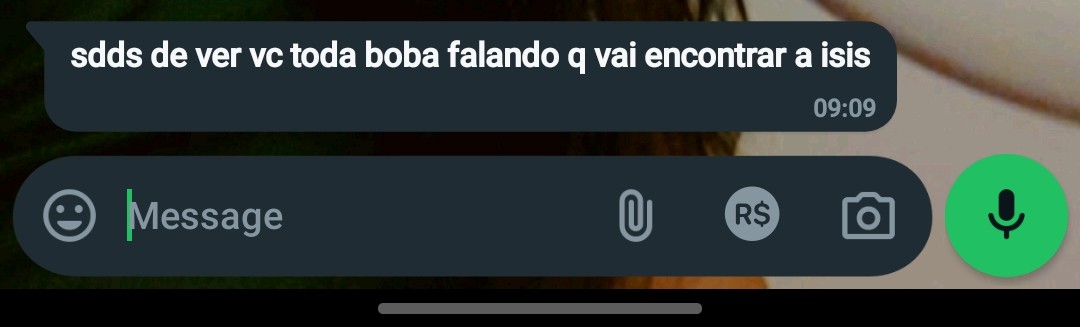 sdds de ver vc toda boba falando q vai encontrar a isis
09:09
Message
R$